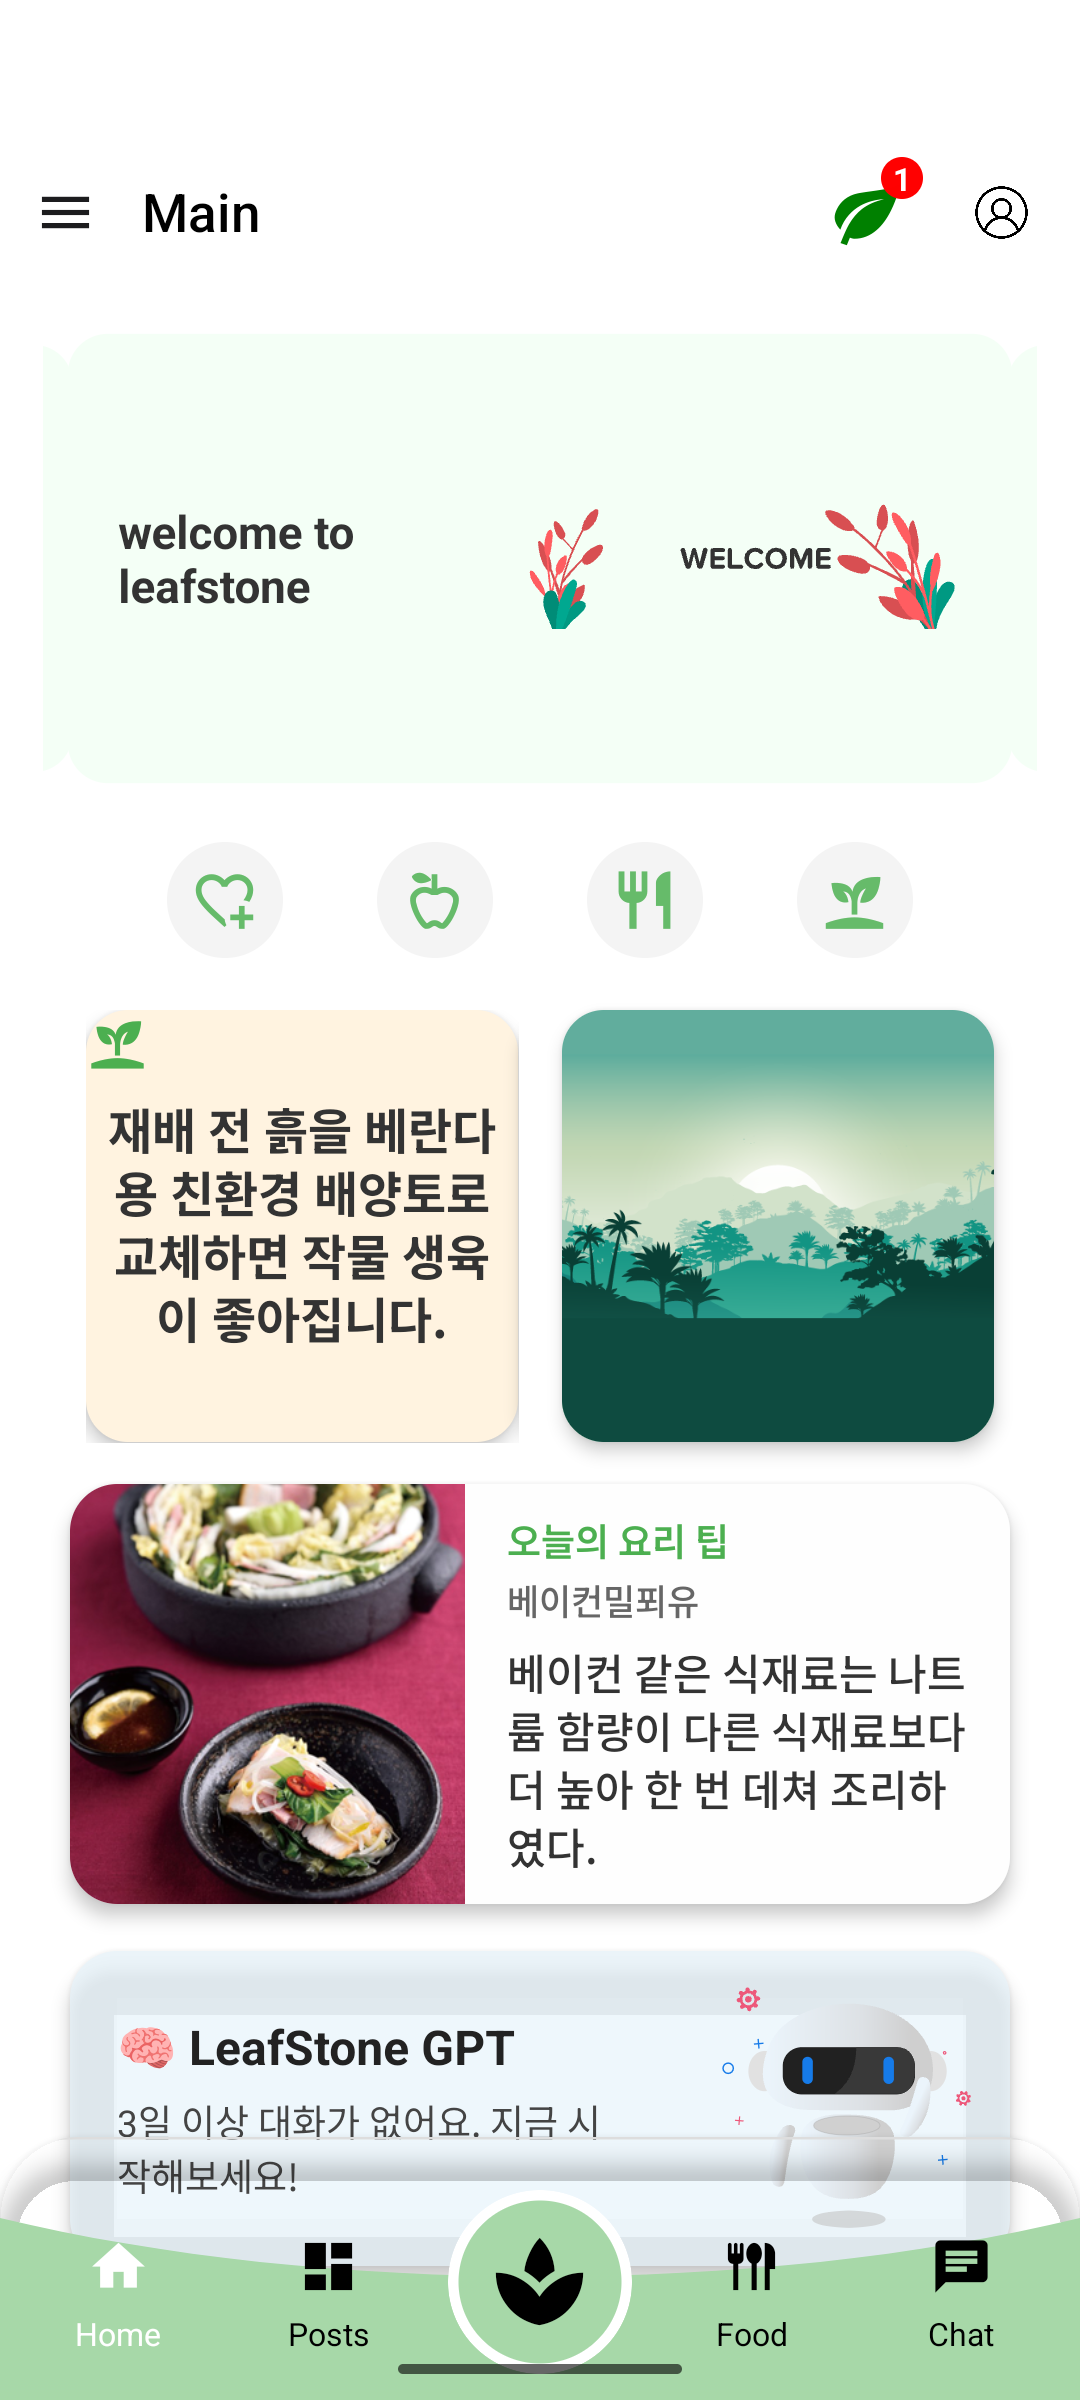 Main
1
welcome to
leafstone
WELCOME
재배 전 흙을 베란다
용 친환경 배양토로
교체하면 작물 생육
이 좋아집니다.
오늘의 요리 팁
베이컨밀푀유
베이컨 같은 식재료는 나트
륨 함량이 다른 식재료보다
더 높아 한 번 데쳐 조리하
였다.
LeafStone GPT
3일 이상 대화가 없어요. 지금 시
작해보세요!
Home
Posts
Food
Chat